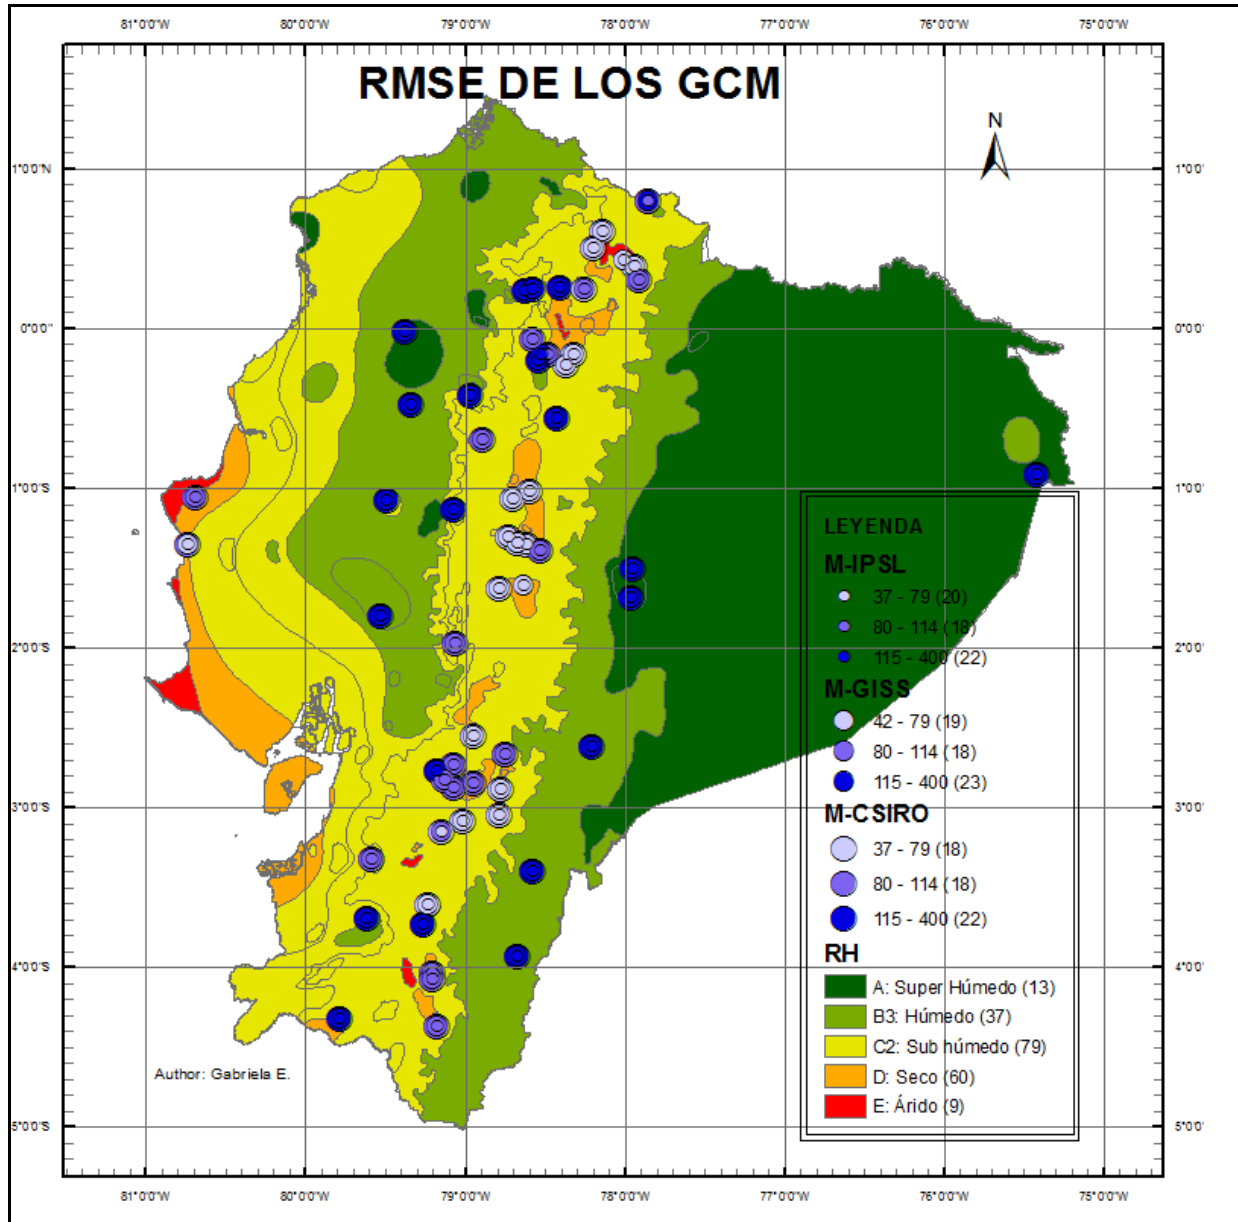 81°0'0"W 80°0'0"W 79°0'0"W 78°0'0"W 77°0'0"W 76°0'0"W 75°0'0"W
RMSE DE LOS GCM
N
1°0'0"N 1°0'0"
0°0'0" 0°0'0"
1°0'0"S 1°0'0"
LEYENDA
M-IPSL
37 - 79 (20)
80 - 114 (18)
2°0'0"S 115 - 400 (22) 2°0'0"
M-GISS
42 - 79 (19)
80 - 114 (18)
115 - 400 (23)
3°0'0"S 3°0'0"
M-CSIRO
37 - 79 (18)
80 - 114 (18)
115 - 400 (22)
RH
4°0'0"S 4°0'0"
A: Super Húmedo (13)
B3: Húmedo (37)
C2: Sub húmedo (79)
D: Seco (60)
E: Árido (9)
Author: Gabriela E.
5°0'0"S 5°0'0"
81°0'0"W 80°0'0"W 79°0'0"W 78°0'0"W 77°0'0"W 76°0'0"W 75°0'0"W